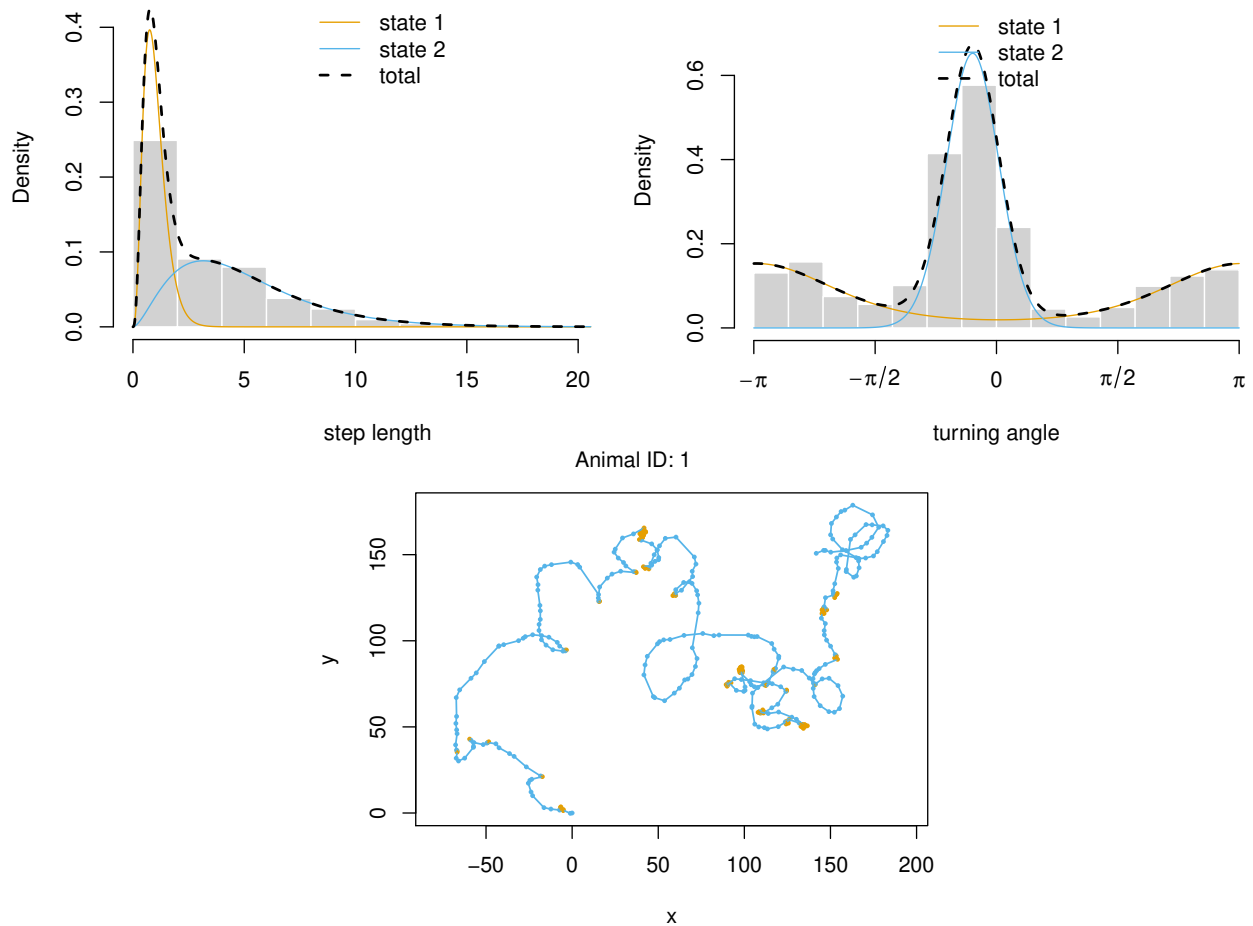 state 1
state 2
total
Density
0.0
0.1
0.2
0.3
0.4
0
5
10
15
20
step length
state 1
state 2
total
Density
0.0
0.2
0.4
0.6
−π
−π/2
0
π/2
π
turning angle
Animal ID: 1
y
0
50
100
150
−50
0
50
100
150
200
x